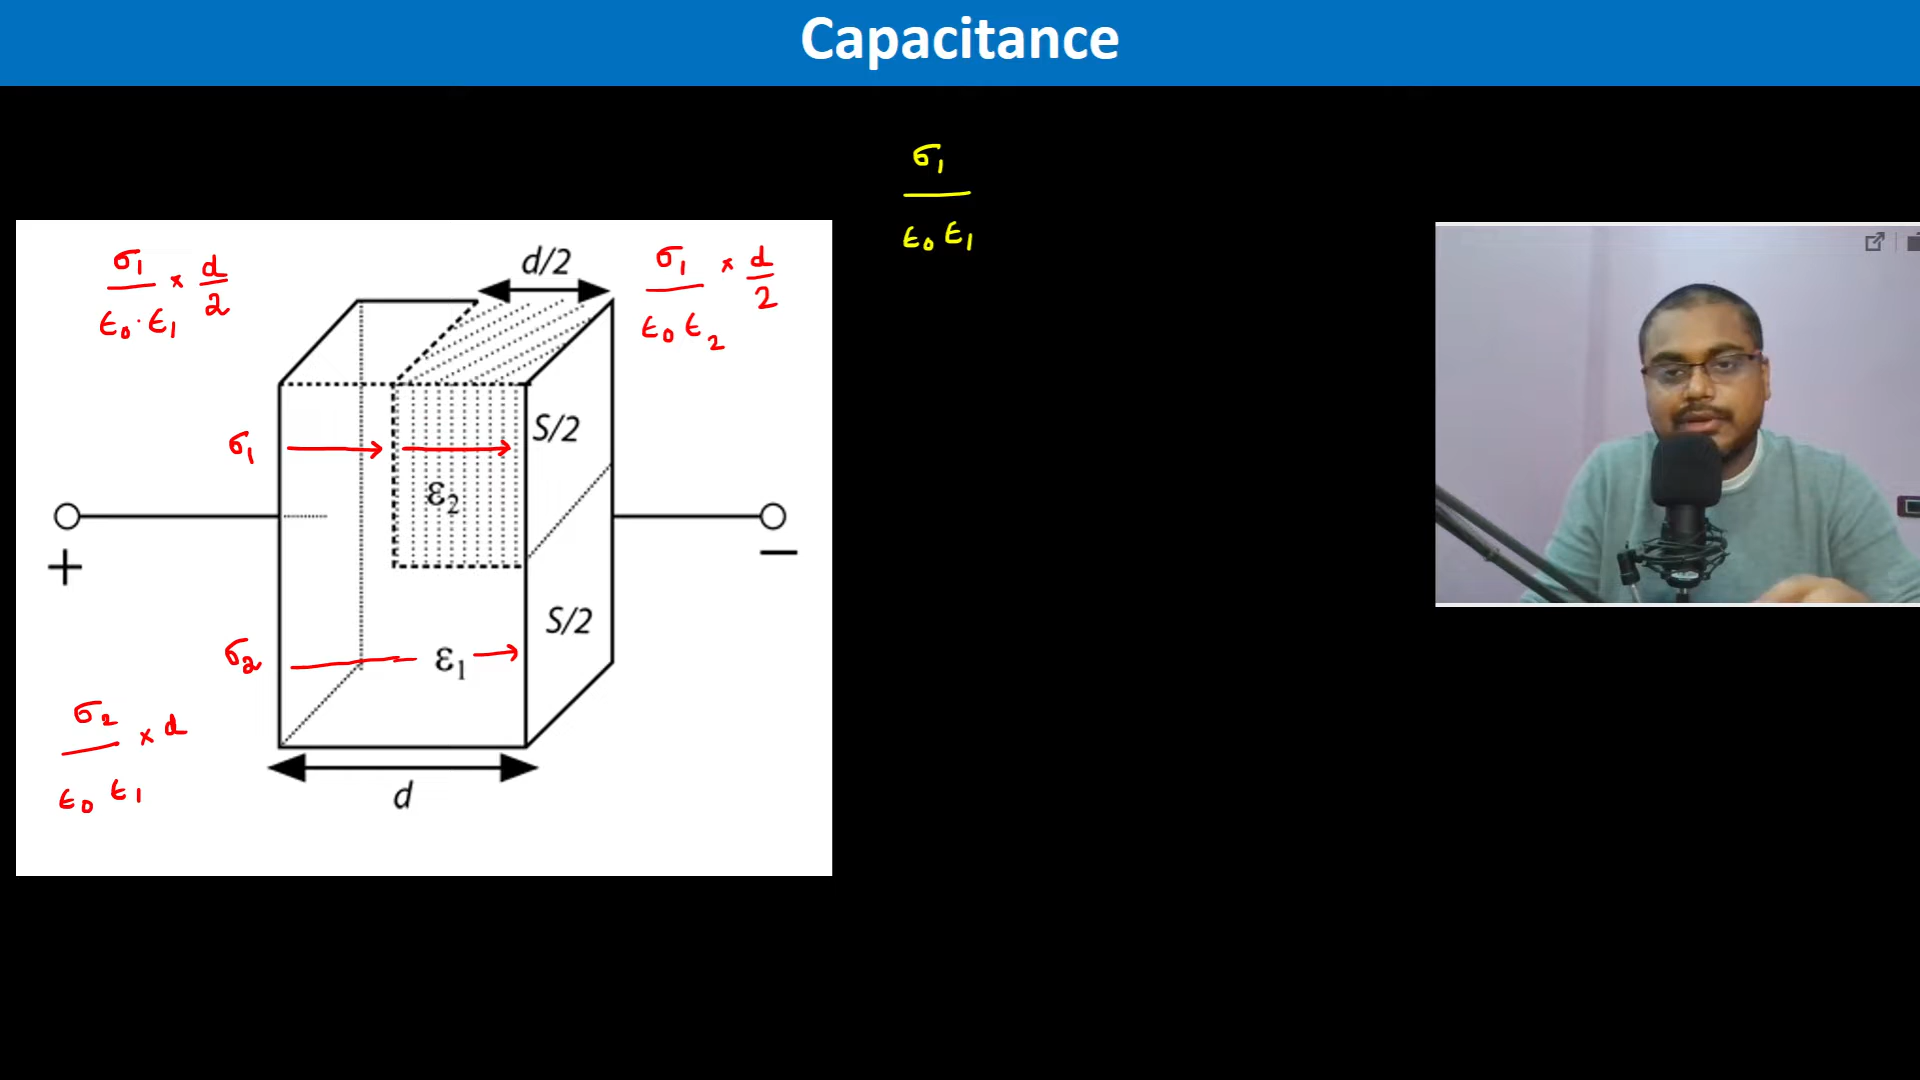 Capacitance
σ₁
ε₀ ε₁
σ₁ × d
ε₀ · ε₁ 2
d/2
σ₁ × d
ε₀ ε₂ 2
S/2
σ₁
ε₂
+
−
S/2
σ₂
ε₁
σ₂ × d
ε₀ ε₁
d